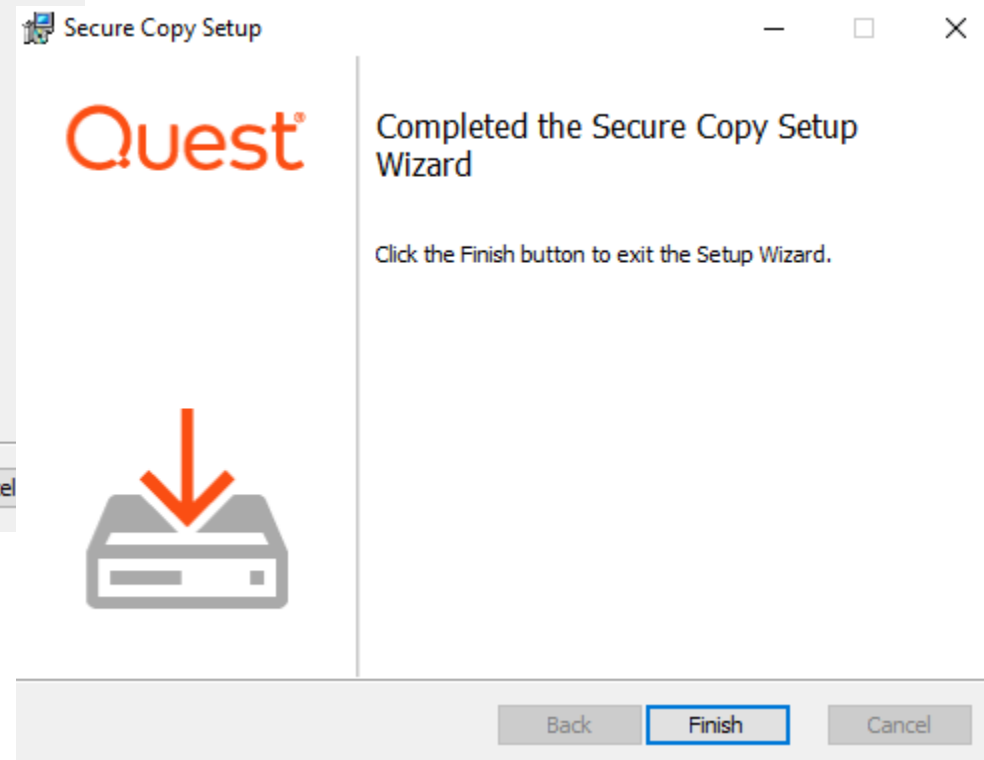 Secure Copy Setup
Quest®
Completed the Secure Copy Setup
Wizard
Click the Finish button to exit the Setup Wizard.
el
Back
Finish
Cancel